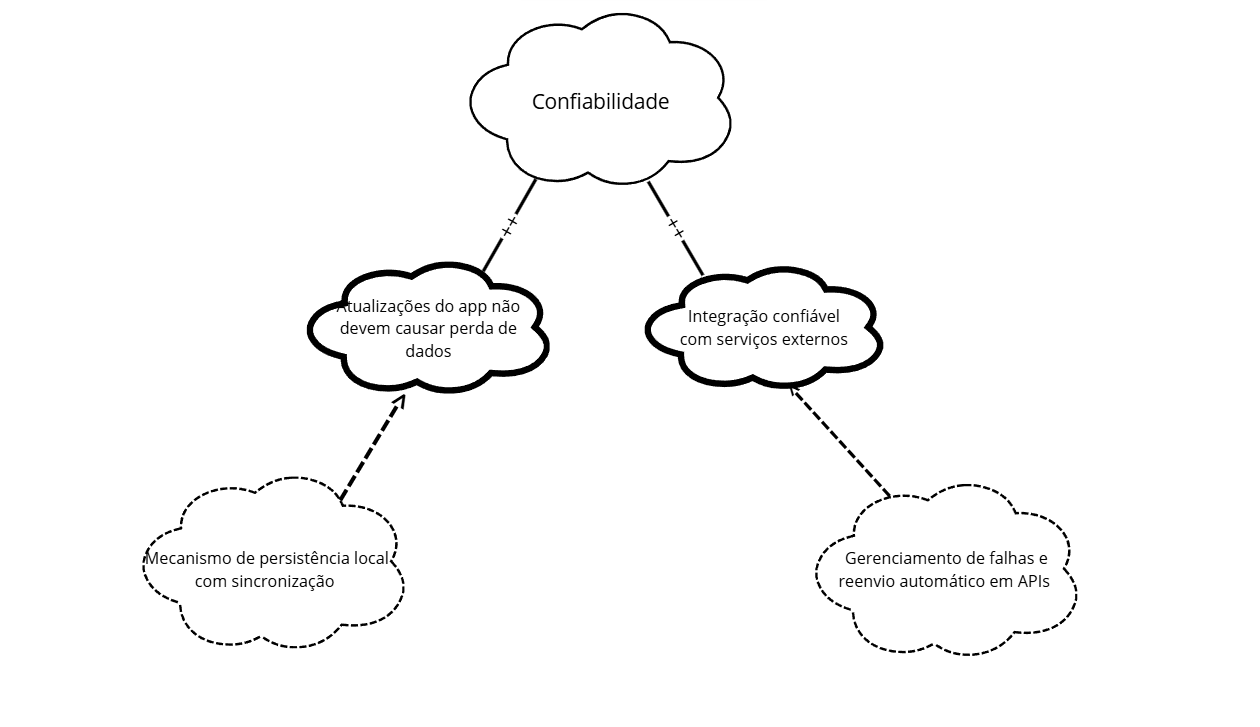 Confiabilidade
Atualizações do app não
devem causar perda de
dados
Integração confiável
com serviços externos
Mecanismo de persistência local
com sincronização
Gerenciamento de falhas e
reenvio automático em APIs